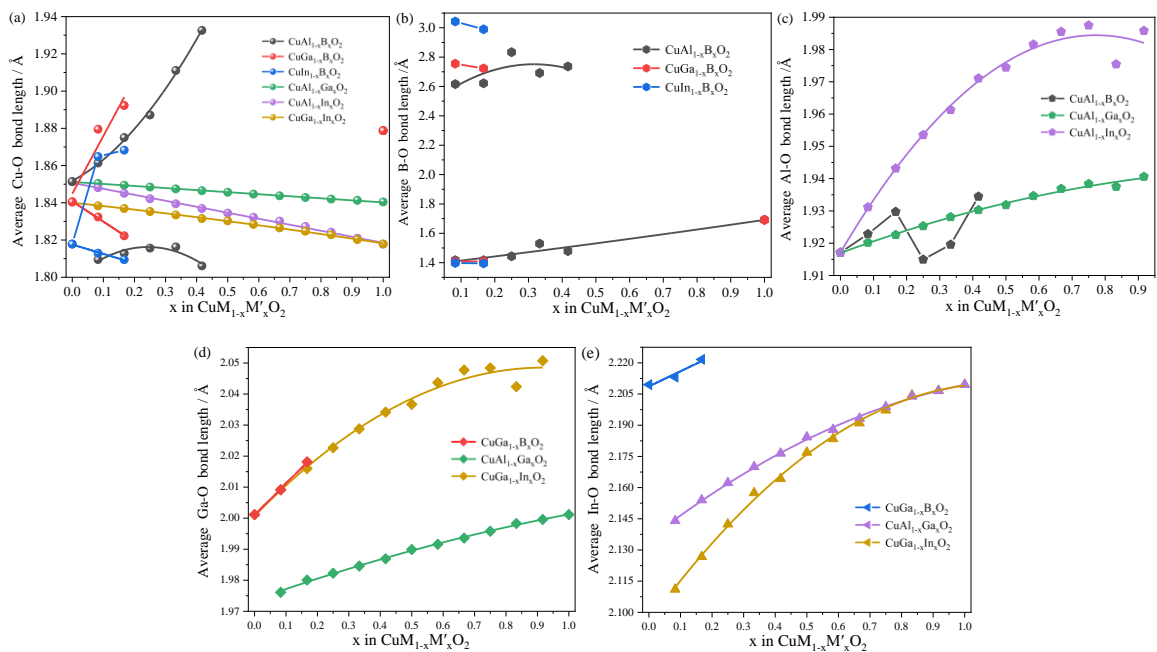 (a)
Average Cu-O bond length / Å
1.94
1.92
1.90
1.88
1.86
1.84
1.82
1.80
CuAl₁₋ₓBₓO₂
CuGa₁₋ₓBₓO₂
CuIn₁₋ₓBₓO₂
CuAl₁₋ₓGaₓO₂
CuAl₁₋ₓInₓO₂
CuGa₁₋ₓInₓO₂
0.0 0.1 0.2 0.3 0.4 0.5 0.6 0.7 0.8 0.9 1.0
x in CuM₁₋ₓM′ₓO₂
(b)
Average B-O bond length /Å
3.0
2.8
2.6
2.4
2.2
2.0
1.8
1.6
1.4
CuAl₁₋ₓBₓO₂
CuGa₁₋ₓBₓO₂
CuIn₁₋ₓBₓO₂
0.1 0.2 0.3 0.4 0.5 0.6 0.7 0.8 0.9 1.0
x in CuM₁₋ₓM′ₓO₂
(c)
Average Al-O bond length / Å
1.99
1.98
1.97
1.96
1.95
1.94
1.93
1.92
1.91
CuAl₁₋ₓBₓO₂
CuAl₁₋ₓGaₓO₂
CuAl₁₋ₓInₓO₂
0.0 0.1 0.2 0.3 0.4 0.5 0.6 0.7 0.8 0.9
x in CuM₁₋ₓM′ₓO₂
(d)
Average Ga-O bond length / Å
2.05
2.04
2.03
2.02
2.01
2.00
1.99
1.98
1.97
CuGa₁₋ₓBₓO₂
CuAl₁₋ₓGaₓO₂
CuGa₁₋ₓInₓO₂
0.0 0.1 0.2 0.3 0.4 0.5 0.6 0.7 0.8 0.9 1.0
x in CuM₁₋ₓM′ₓO₂
(e)
Average In-O bond length / Å
2.220
2.205
2.190
2.175
2.160
2.145
2.130
2.115
2.100
CuGa₁₋ₓBₓO₂
CuAl₁₋ₓGaₓO₂
CuGa₁₋ₓInₓO₂
0.0 0.1 0.2 0.3 0.4 0.5 0.6 0.7 0.8 0.9 1.0
x in CuM₁₋ₓM′ₓO₂